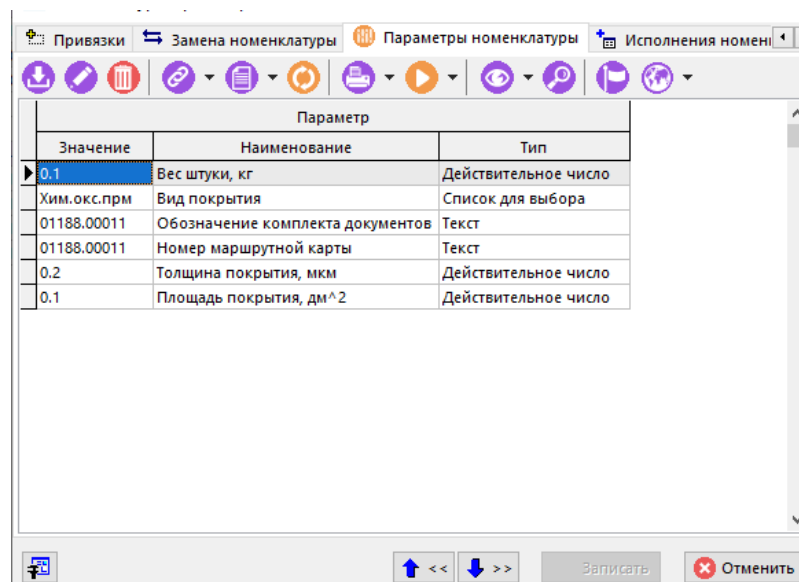 Привязки Замена номенклатуры Параметры номенклатуры Исполнения номен
Параметр
Значение Наименование Тип
0.1 Вес штуки, кг Действительное число
Хим.окс.прм Вид покрытия Список для выбора
01188.00011 Обозначение комплекта документов Текст
01188.00011 Номер маршрутной карты Текст
0.2 Толщина покрытия, мкм Действительное число
0.1 Площадь покрытия, дм^2 Действительное число
<< >> Записать Отменить